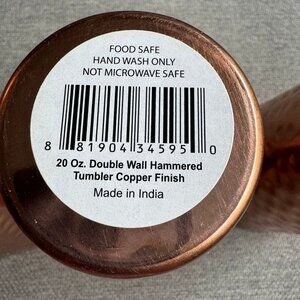 FOOD SAFE
HAND WASH ONLY
NOT MICROWAVE SAFE
8 81904 34595 0
20 Oz. Double Wall Hammered
Tumbler Copper Finish
Made in India